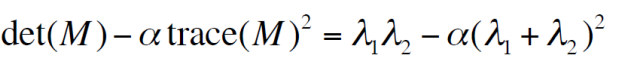 det(M) − α trace(M)² = λ₁λ₂ − α(λ₁ + λ₂)²